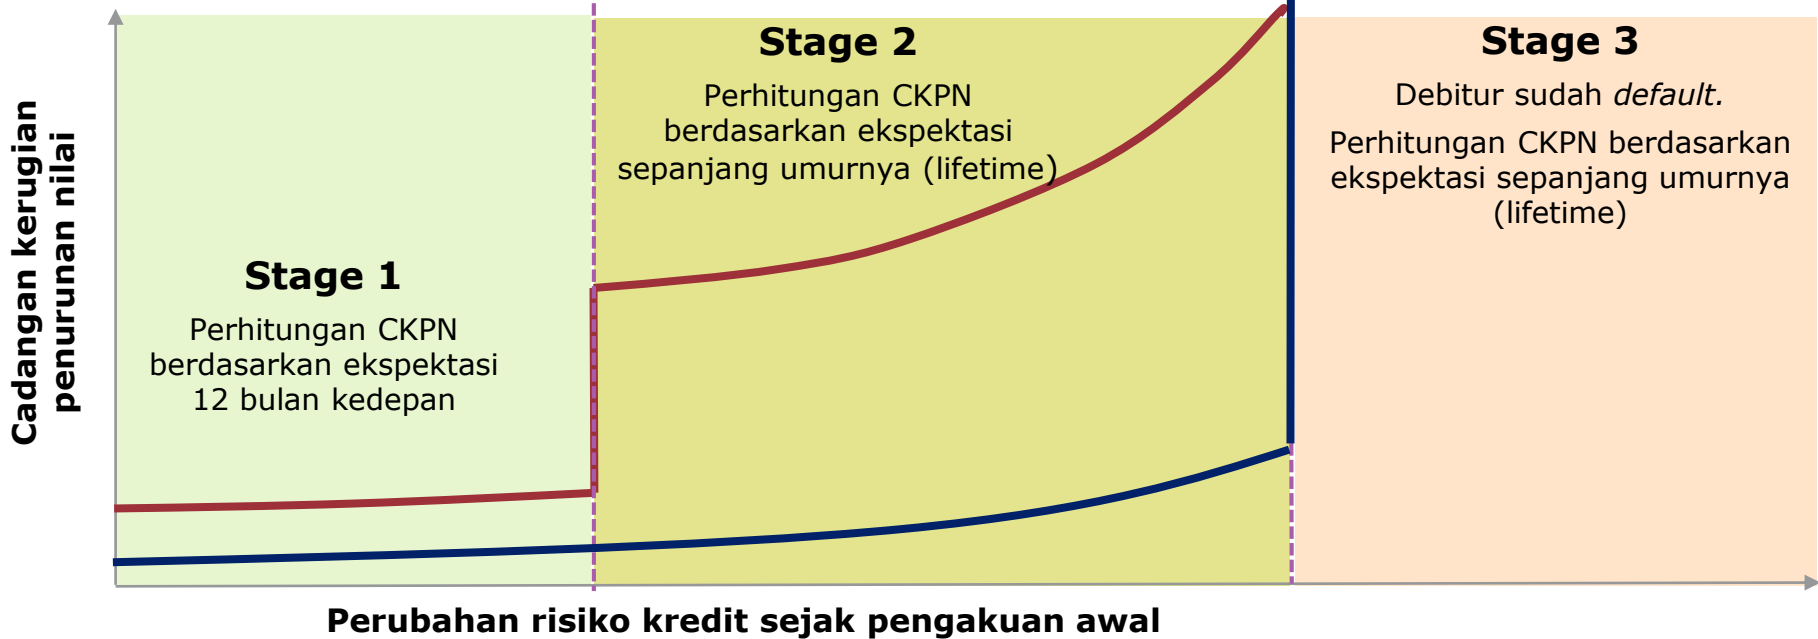 Cadangan kerugian
penurunan nilai
Stage 1
Perhitungan CKPN
berdasarkan ekspektasi
12 bulan kedepan
Stage 2
Perhitungan CKPN
berdasarkan ekspektasi
sepanjang umurnya (lifetime)
Stage 3
Debitur sudah default.
Perhitungan CKPN berdasarkan
ekspektasi sepanjang umurnya
(lifetime)
Perubahan risiko kredit sejak pengakuan awal